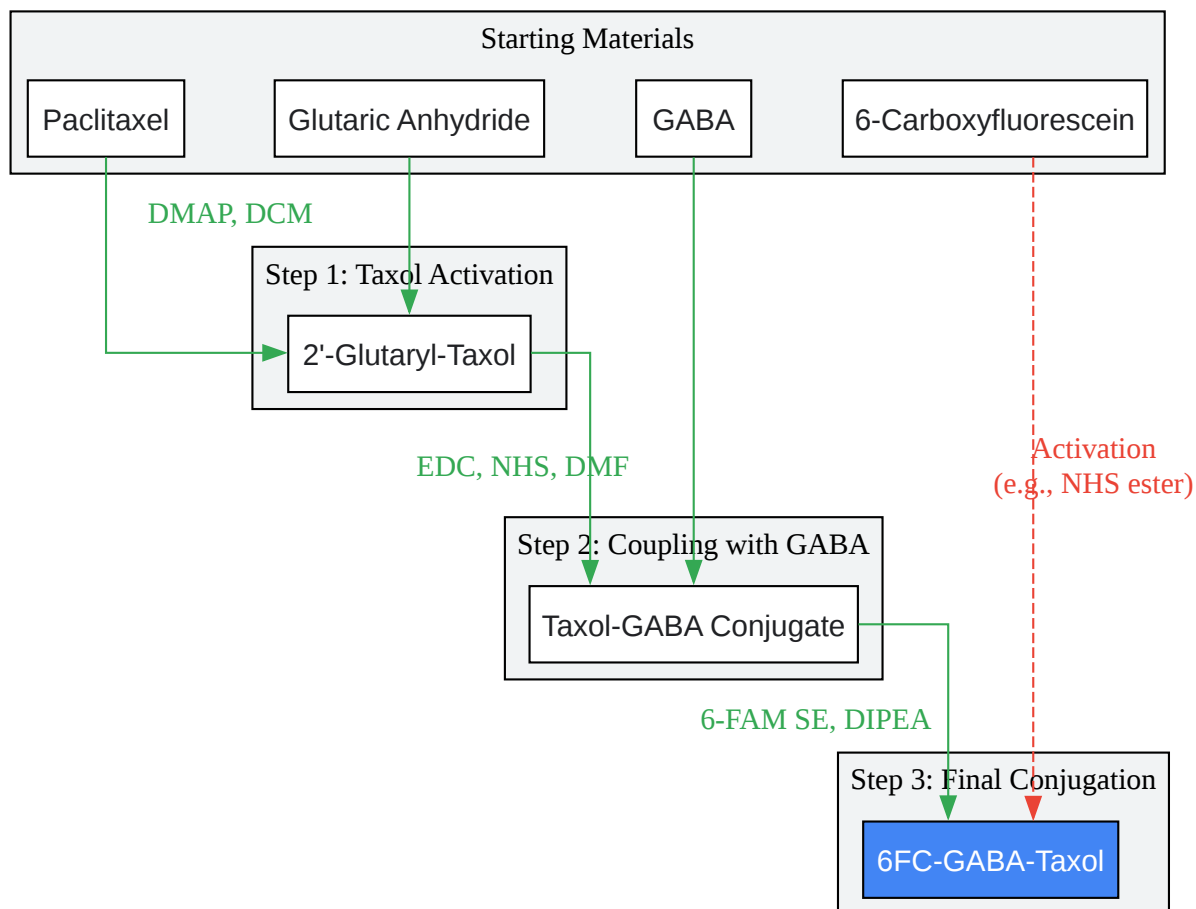 Starting Materials
Paclitaxel
Glutaric Anhydride
GABA
6-Carboxyfluorescein
DMAP, DCM
Step 1: Taxol Activation
2'-Glutaryl-Taxol
EDC, NHS, DMF
Activation
(e.g., NHS ester)
Step 2: Coupling with GABA
Taxol-GABA Conjugate
6-FAM SE, DIPEA
Step 3: Final Conjugation
6FC-GABA-Taxol